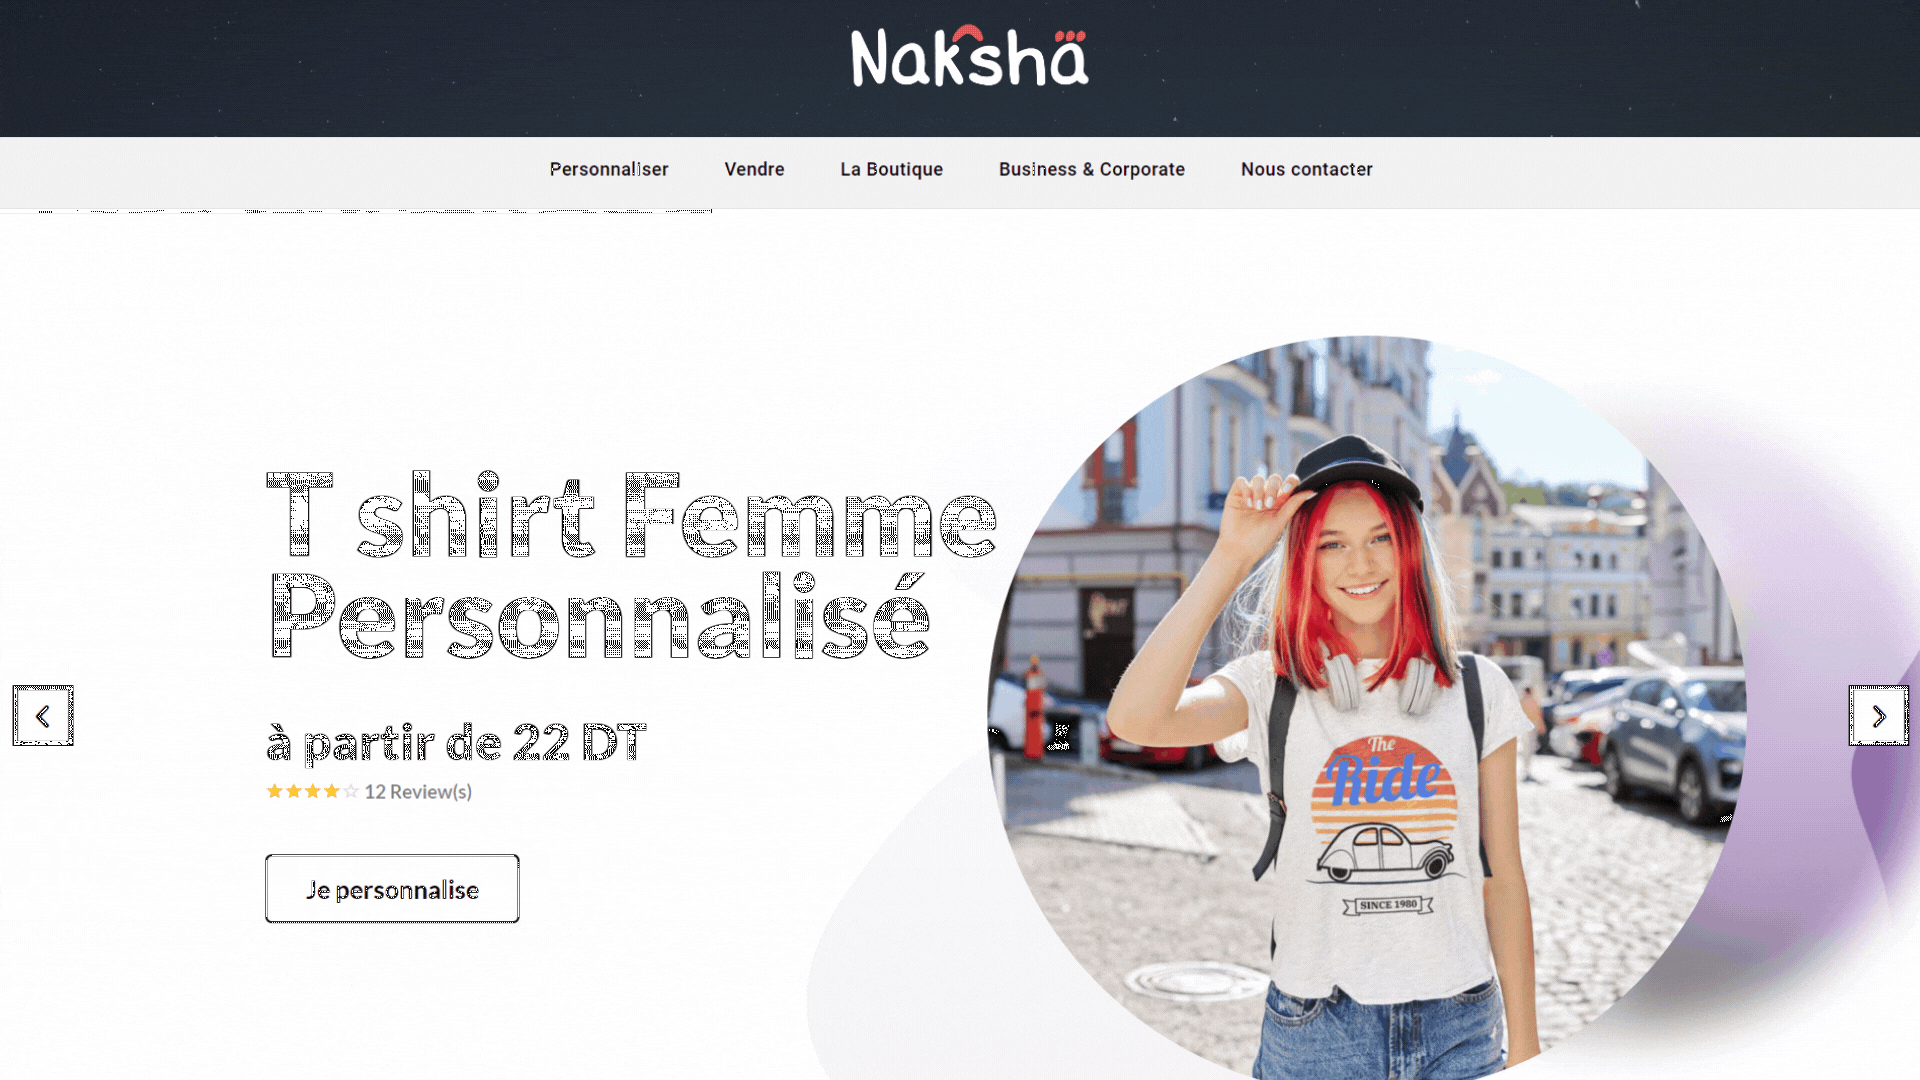 Nakshä
Personnaliser
Vendre
La Boutique
Business & Corporate
Nous contacter
T shirt Femme
Personnalisé
à partir de 22 DT
12 Review(s)
Je personnalise
The
Ride
SINCE 1980